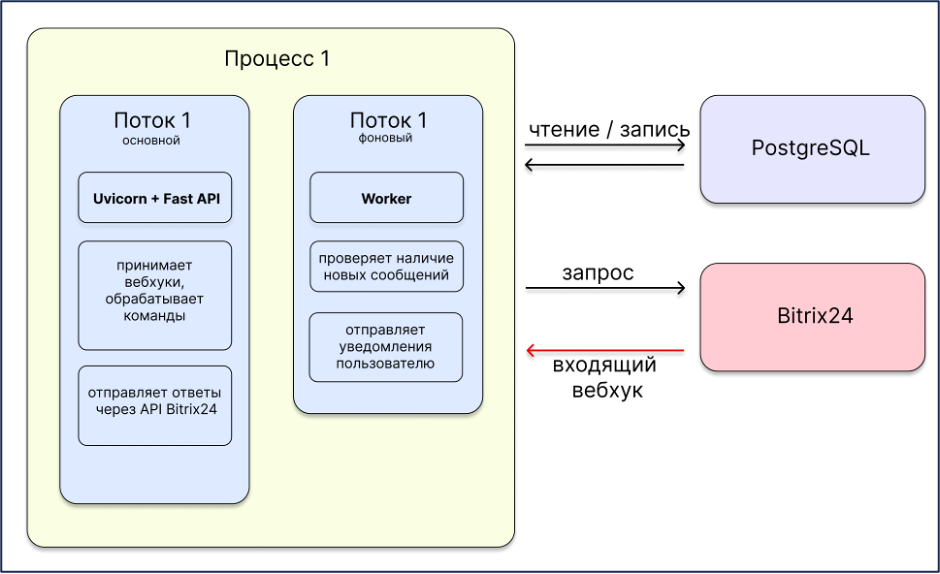 Процесс 1
Поток 1
основной
Uvicorn + Fast API
принимает
вебхуки,
обрабатывает
команды
отправляет ответы
через API Bitrix24
Поток 1
фоновый
Worker
проверяет наличие
новых сообщений
отправляет
уведомления
пользователю
чтение / запись
PostgreSQL
запрос
Bitrix24
входящий
вебхук